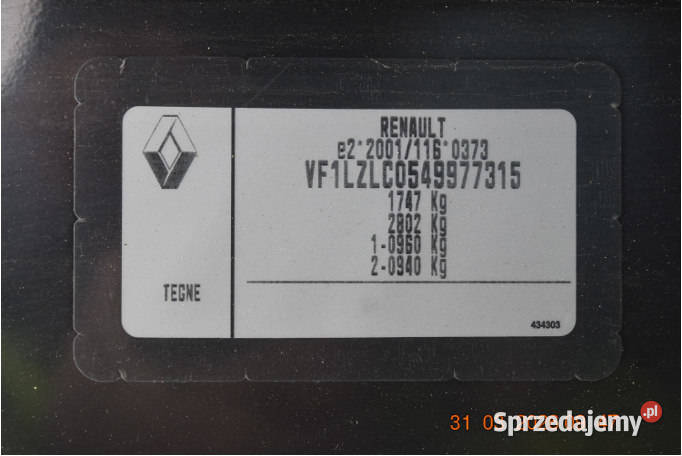 RENAULT
e2*2001/116*0373
VF1LZLC0549977315
1747 Kg
2802 Kg
1-0960 Kg
2-0940 Kg
TEGNE
434303
31
Sprzedajemy.pl